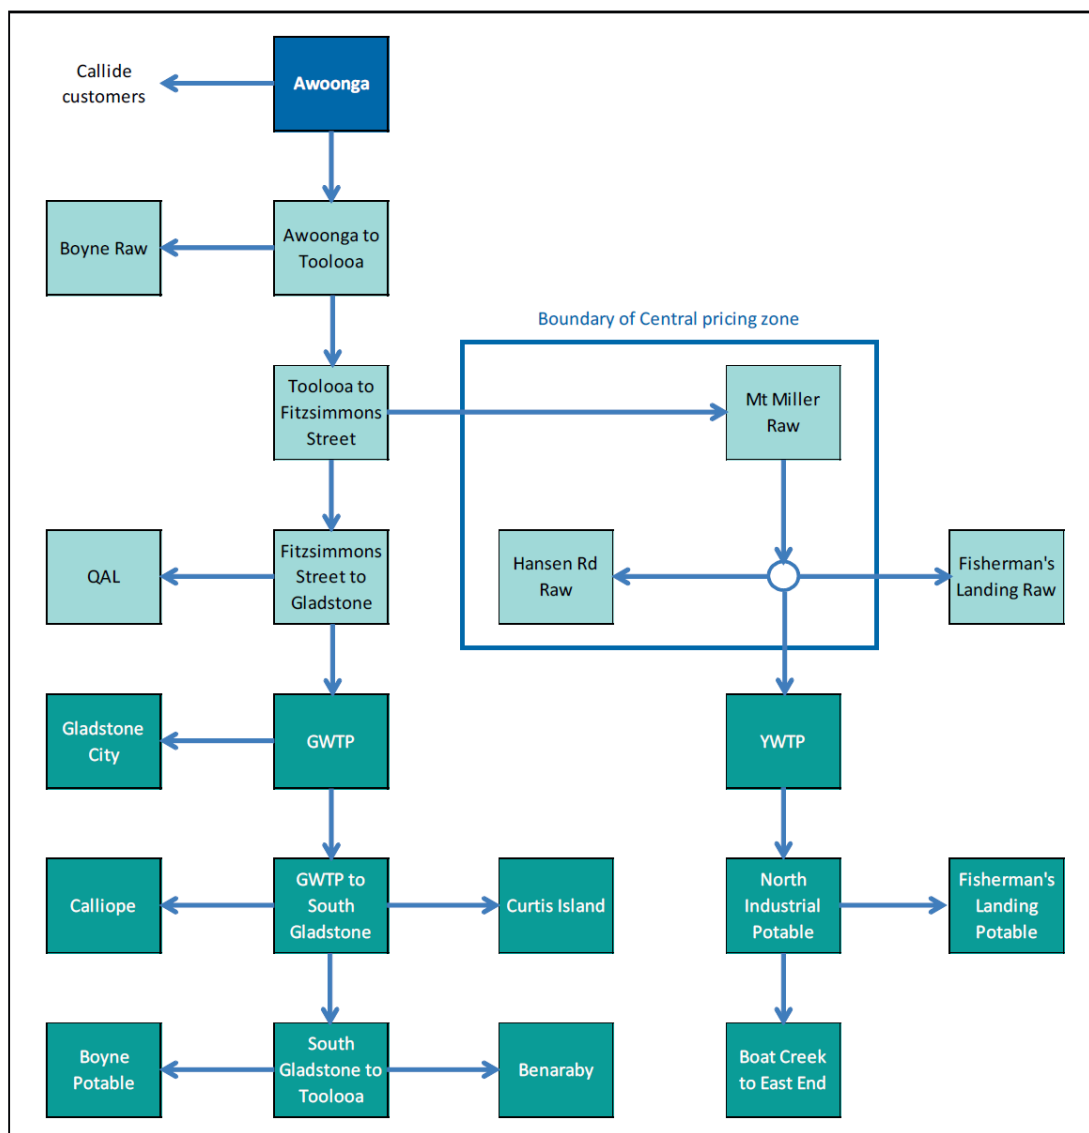 Callide
customers
Awoonga
Boyne Raw
Awoonga to
Toolooa
Boundary of Central pricing zone
Toolooa to
Fitzsimmons
Street
Mt Miller
Raw
QAL
Fitzsimmons
Street to
Gladstone
Hansen Rd
Raw
Fisherman's
Landing Raw
Gladstone
City
GWTP
YWTP
Calliope
GWTP to
South
Gladstone
Curtis Island
North
Industrial
Potable
Fisherman's
Landing
Potable
Boyne
Potable
South
Gladstone to
Toolooa
Benaraby
Boat Creek
to East End